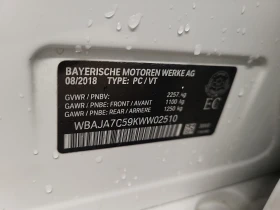 BAYERISCHE MOTOREN WERKE AG
08/2018 TYPE: PC / VT
GVWR / PNBV: 2257 kg
GAWR / PNBE: FRONT / AVANT 1100 kg
GAWR / PNBE: REAR / ARRIERE 1250 kg
EC
WBAJA7C59KWW02510